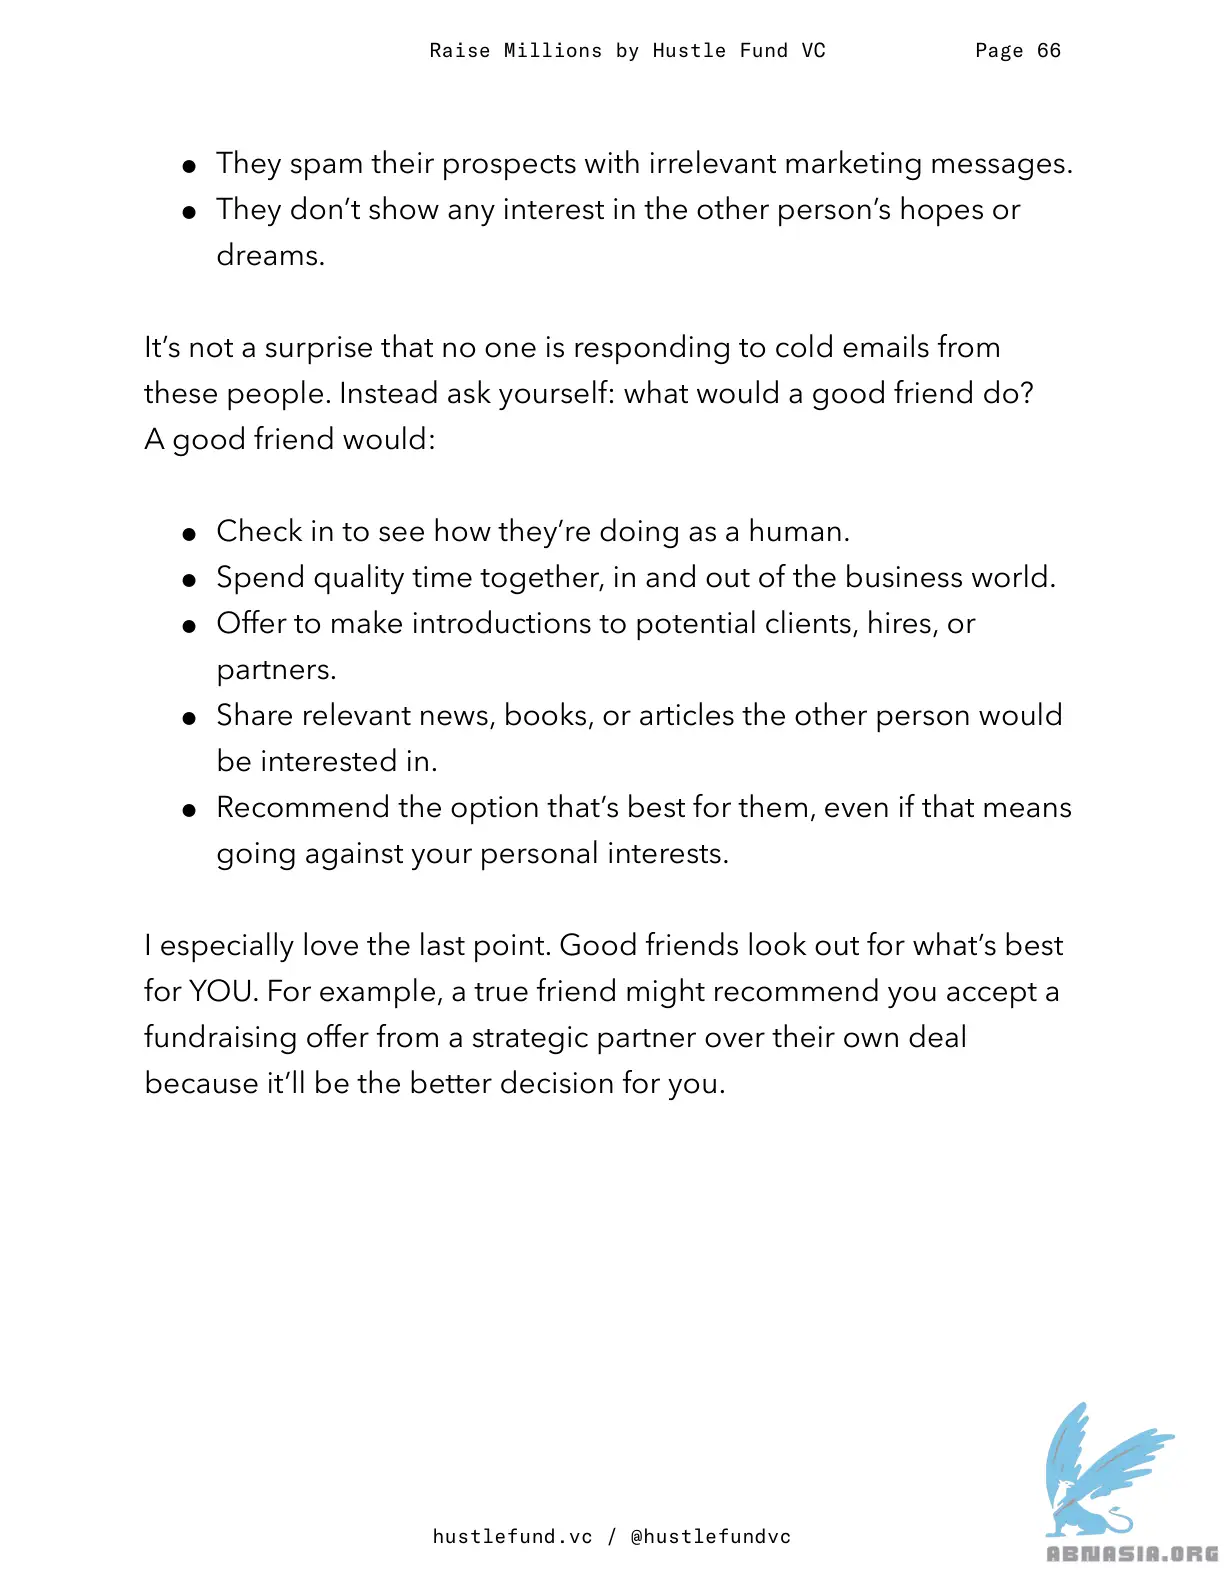 Raise Millions by Hustle Fund VC Page 66
● They spam their prospects with irrelevant marketing messages.
● They don’t show any interest in the other person’s hopes or
dreams.
It’s not a surprise that no one is responding to cold emails from
these people. Instead ask yourself: what would a good friend do?
A good friend would:
● Check in to see how they’re doing as a human.
● Spend quality time together, in and out of the business world.
● Offer to make introductions to potential clients, hires, or
partners.
● Share relevant news, books, or articles the other person would
be interested in.
● Recommend the option that’s best for them, even if that means
going against your personal interests.
I especially love the last point. Good friends look out for what’s best
for YOU. For example, a true friend might recommend you accept a
fundraising offer from a strategic partner over their own deal
because it’ll be the better decision for you.
hustlefund.vc / @hustlefundvc
ABNASIA.ORG